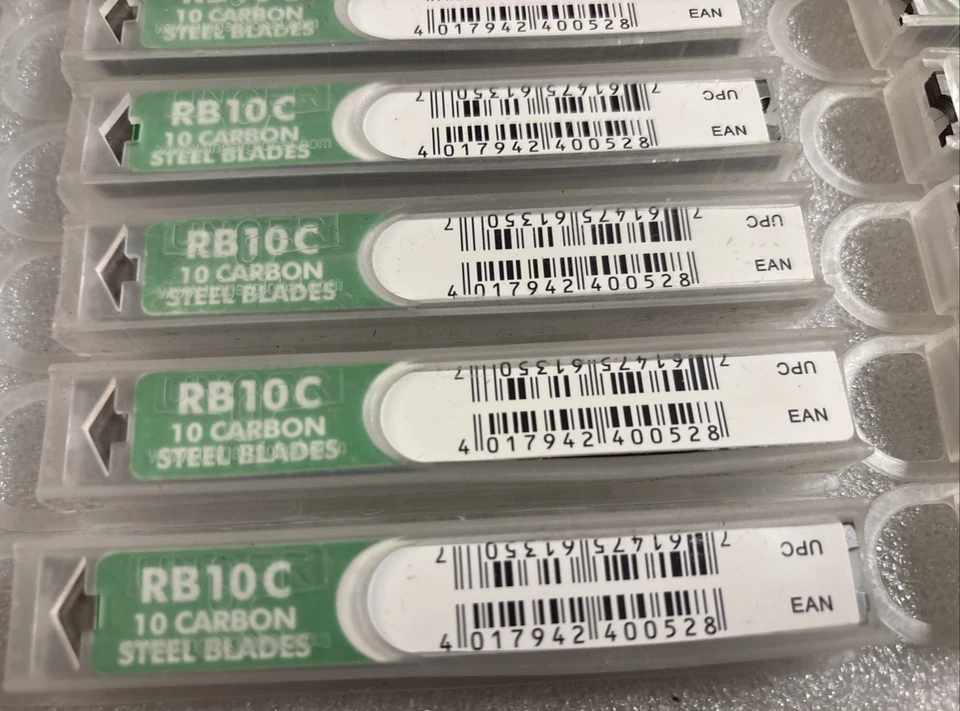 10 CARBON
STEEL BLADES
4 017942 400528
EAN
RB10C
10 CARBON
STEEL BLADES
UPC
7 61475 61350 7
4 017942 400528
EAN
RB10C
10 CARBON
STEEL BLADES
UPC
7 61475 61350 7
4 017942 400528
EAN
RB10C
10 CARBON
STEEL BLADES
UPC
7 61475 61350 7
4 017942 400528
EAN
RB10C
10 CARBON
STEEL BLADES
UPC
7 61475 61350 7
4 017942 400528
EAN